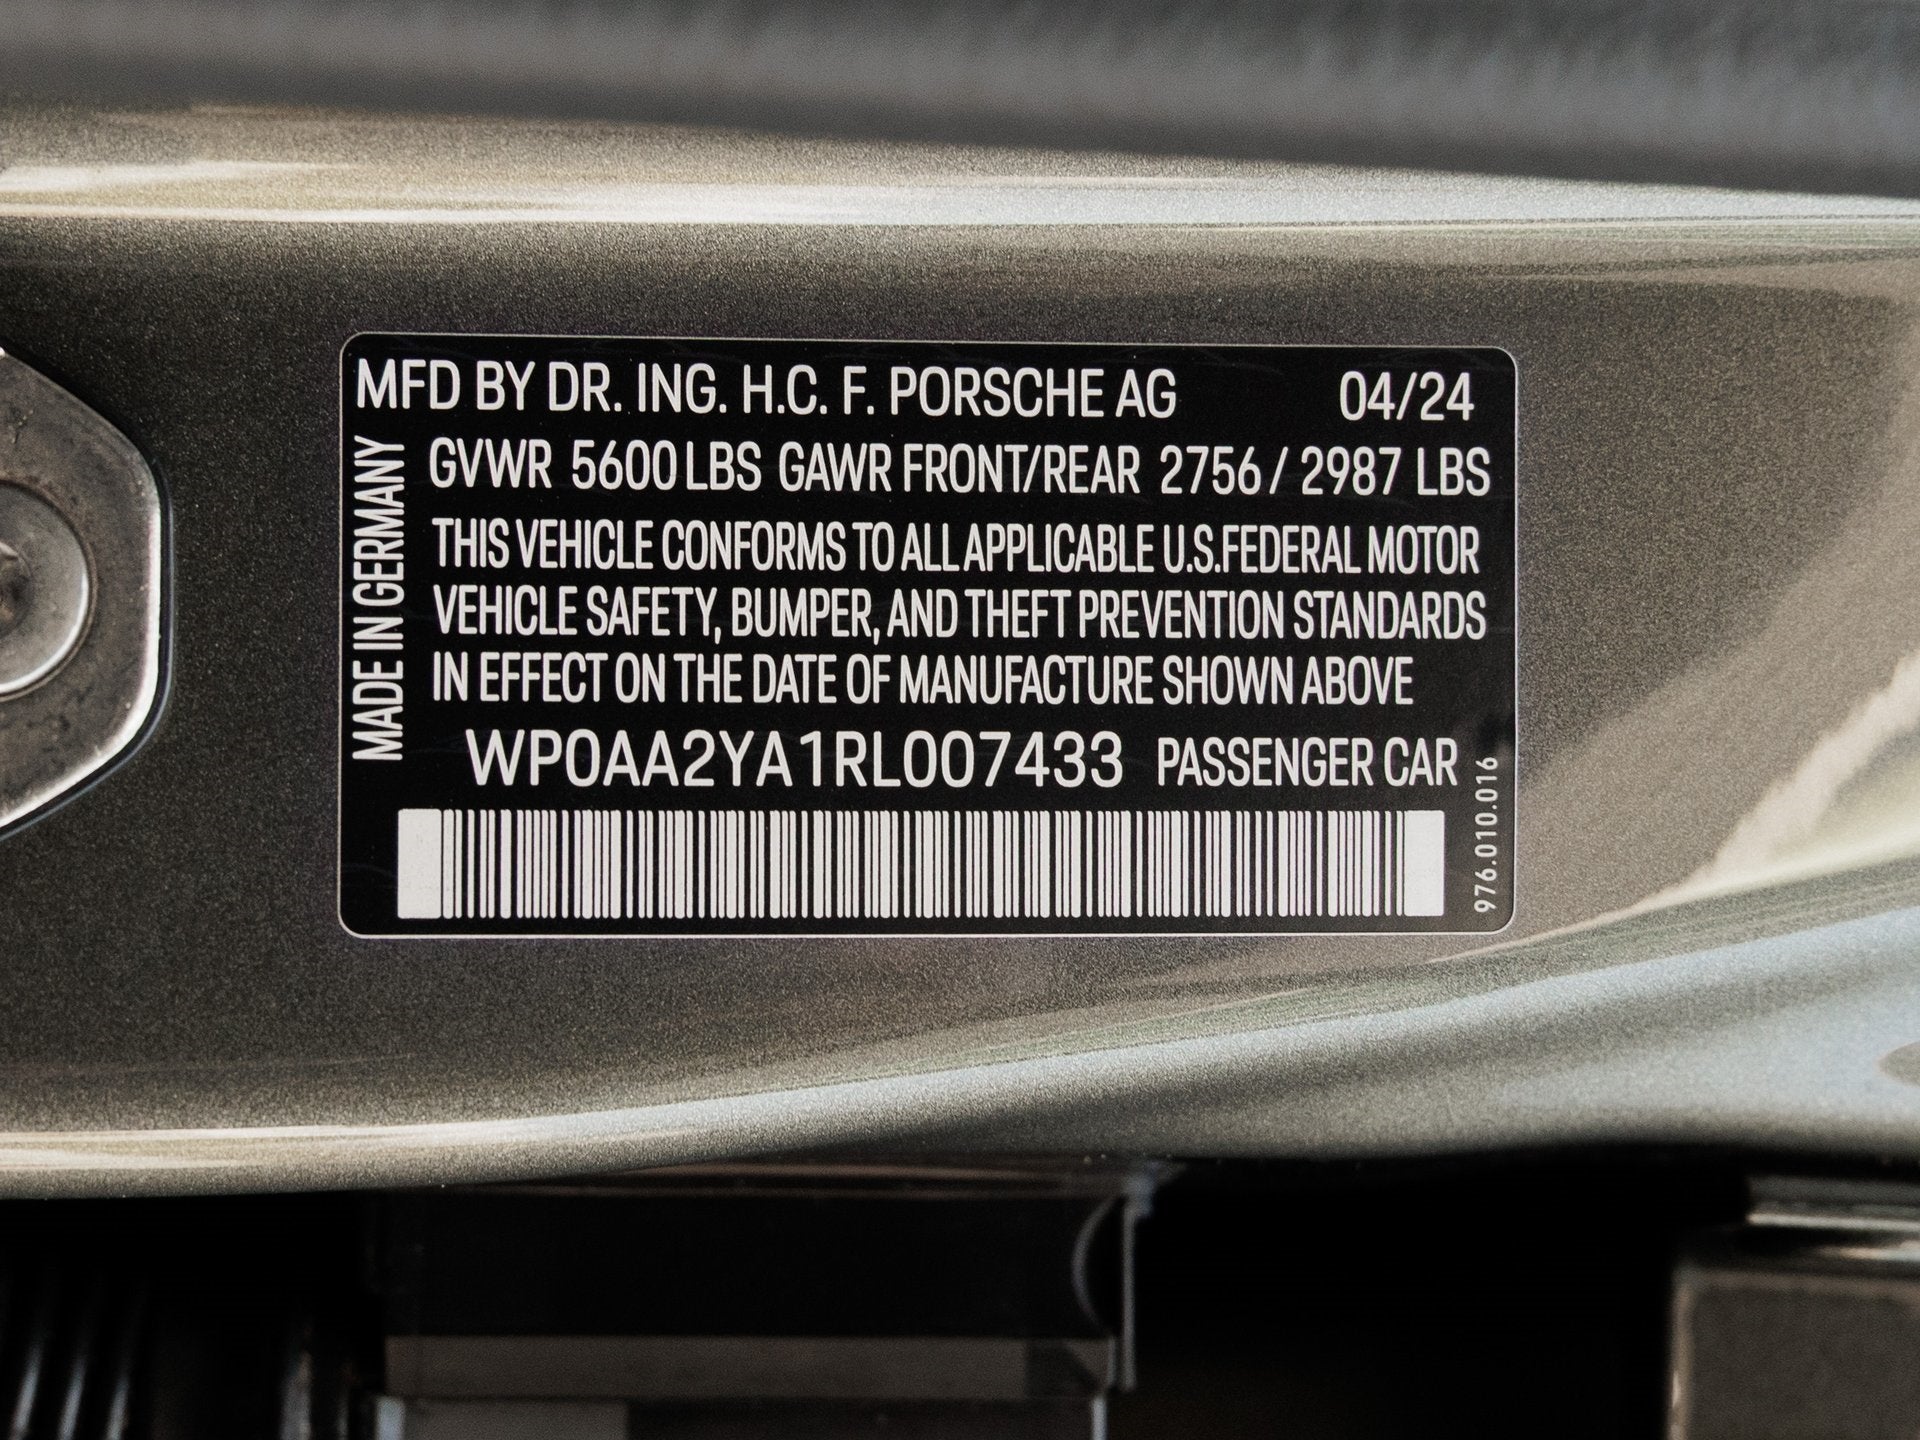 MFD BY DR. ING. H.C. F. PORSCHE AG 04/24
GVWR 5600 LBS GAWR FRONT/REAR 2756 / 2987 LBS
THIS VEHICLE CONFORMS TO ALL APPLICABLE U.S.FEDERAL MOTOR
VEHICLE SAFETY, BUMPER, AND THEFT PREVENTION STANDARDS
IN EFFECT ON THE DATE OF MANUFACTURE SHOWN ABOVE
WP0AA2YA1RL007433 PASSENGER CAR
MADE IN GERMANY
976.010.016